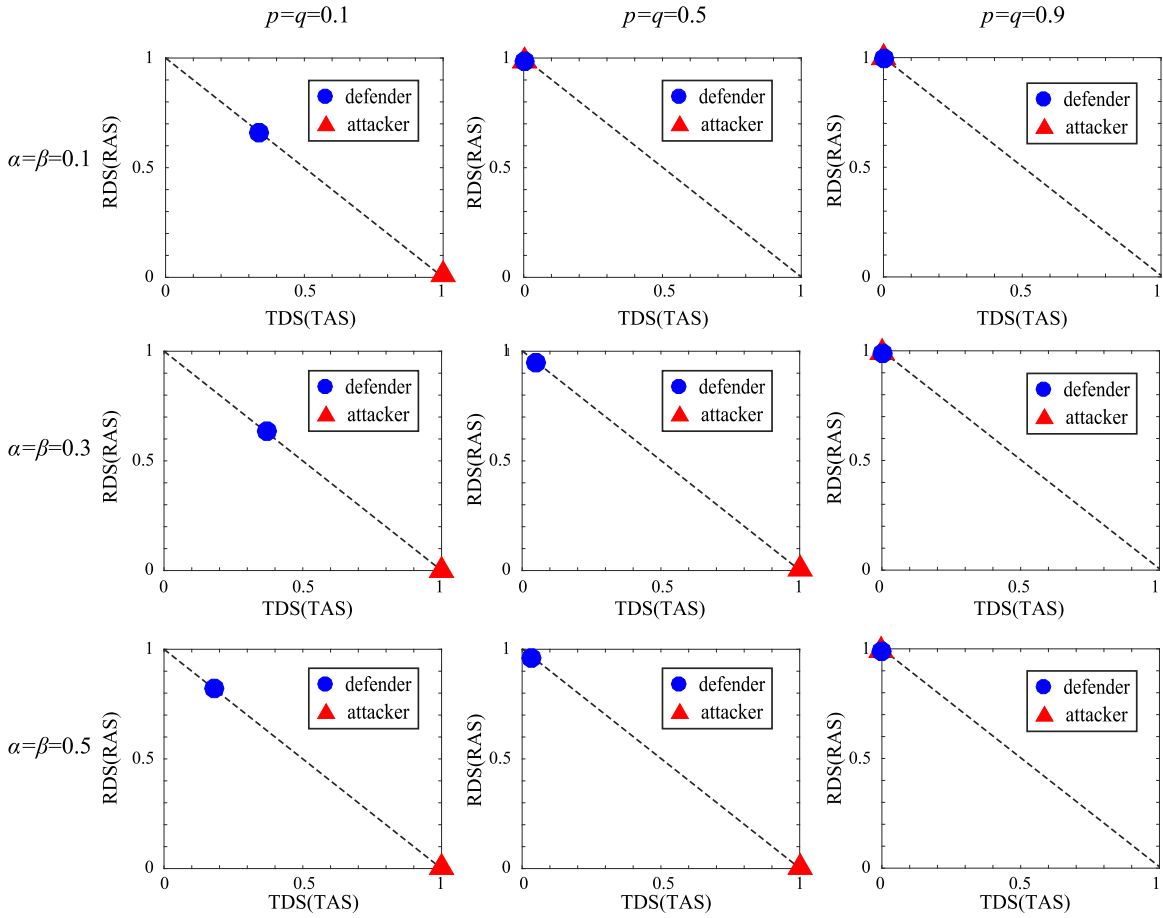 p=q=0.1 p=q=0.5 p=q=0.9
α=β=0.1
RDS(RAS)
1
0.5
0
defender
attacker
0 0.5 1
TDS(TAS)
RDS(RAS)
1
0.5
0
defender
attacker
0 0.5 1
TDS(TAS)
RDS(RAS)
1
0.5
0
defender
attacker
0 0.5 1
TDS(TAS)
α=β=0.3
RDS(RAS)
1
0.5
0
defender
attacker
0 0.5 1
TDS(TAS)
RDS(RAS)
1
0.5
0
defender
attacker
0 0.5 1
TDS(TAS)
RDS(RAS)
1
0.5
0
defender
attacker
0 0.5 1
TDS(TAS)
α=β=0.5
RDS(RAS)
1
0.5
0
defender
attacker
0 0.5 1
TDS(TAS)
RDS(RAS)
1
0.5
0
defender
attacker
0 0.5 1
TDS(TAS)
RDS(RAS)
1
0.5
0
defender
attacker
0 0.5 1
TDS(TAS)